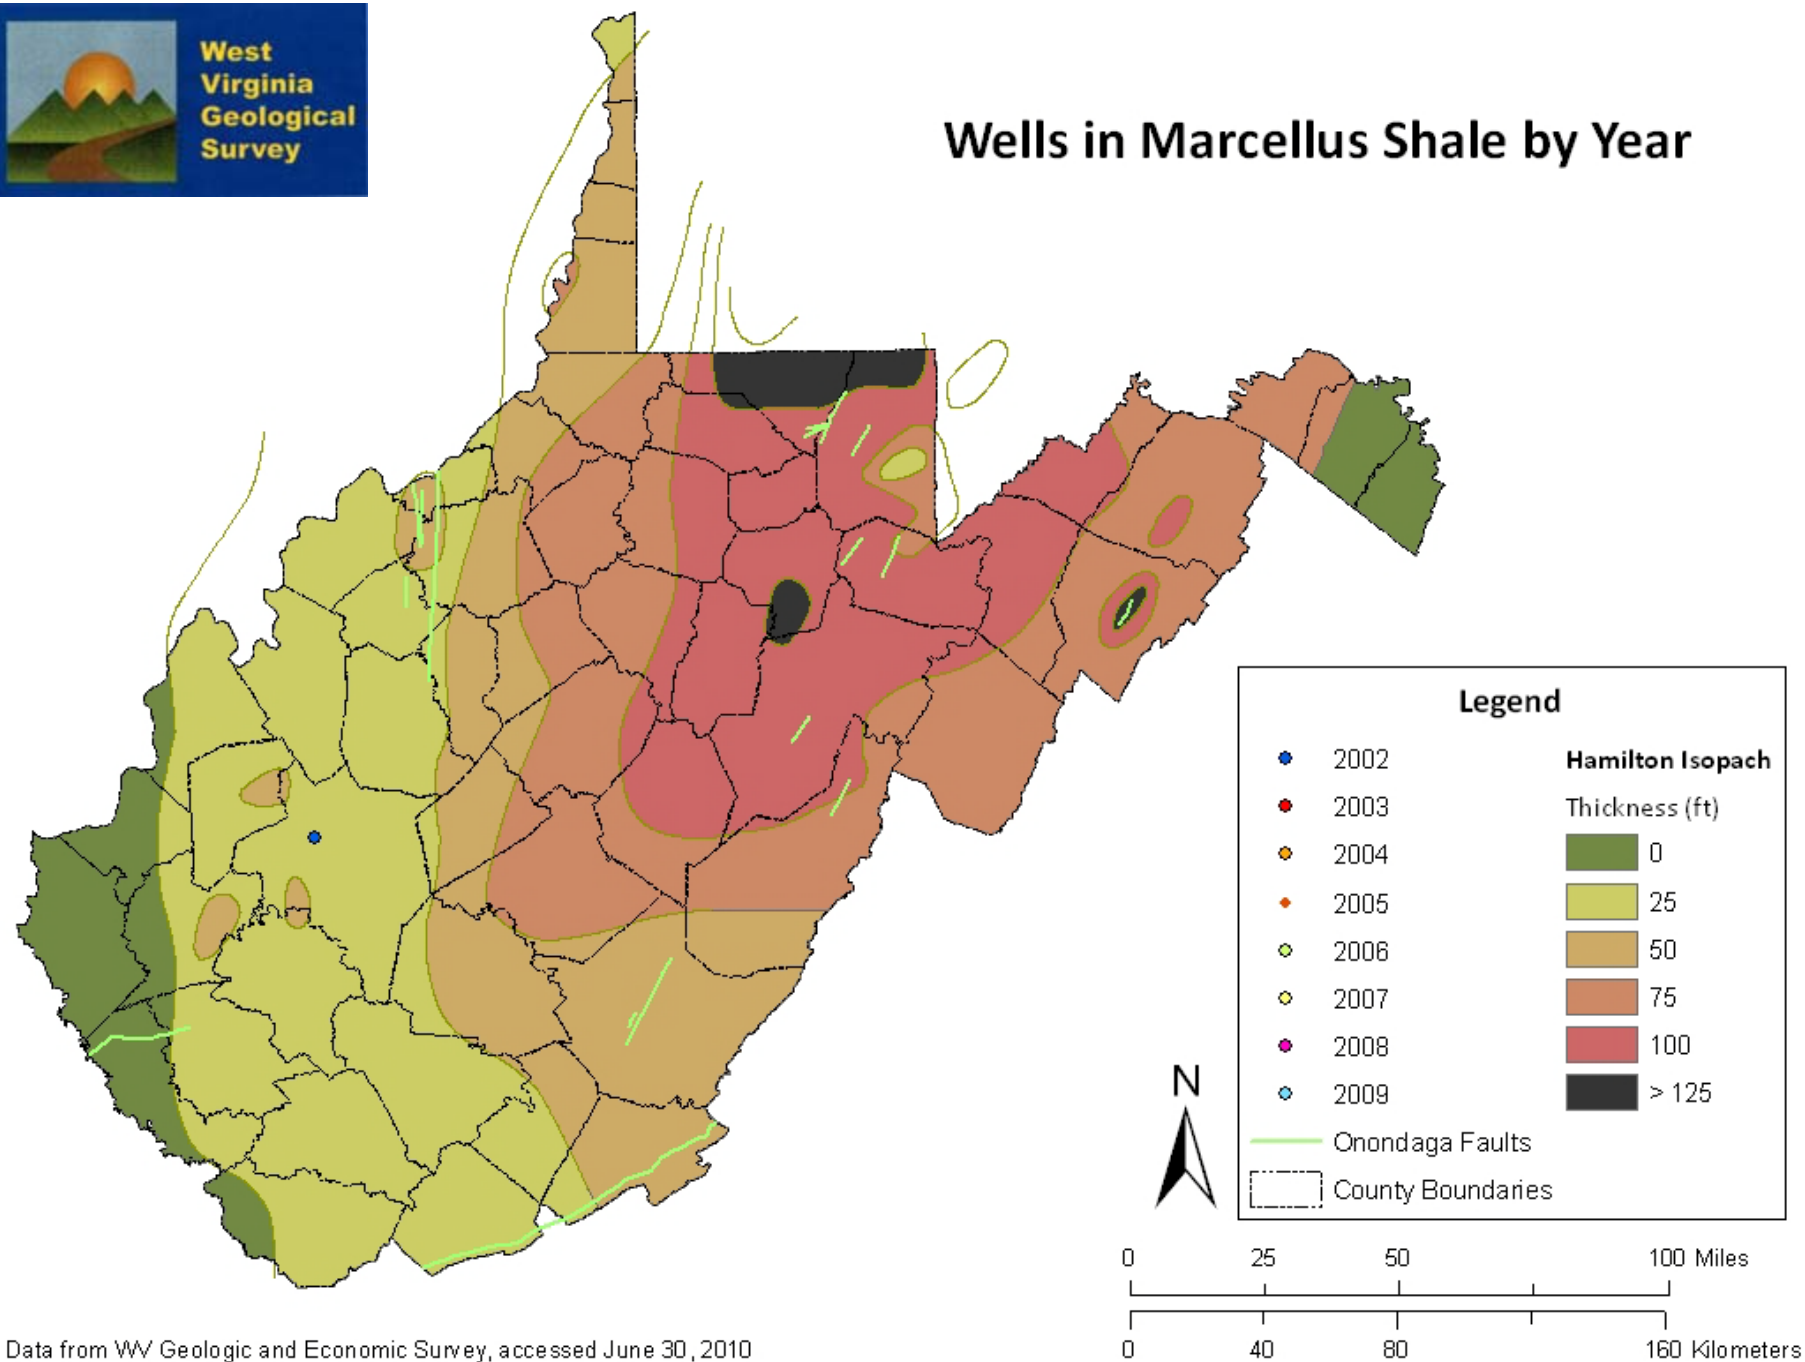 West
Virginia
Geological
Survey
Wells in Marcellus Shale by Year
Legend
2002
2003
2004
2005
2006
2007
2008
2009
Onondaga Faults
County Boundaries
Hamilton Isopach
Thickness (ft)
0
25
50
75
100
> 125
N
0 25 50 100 Miles
0 40 80 160 Kilometers
Data from WV Geologic and Economic Survey, accessed June 30, 2010